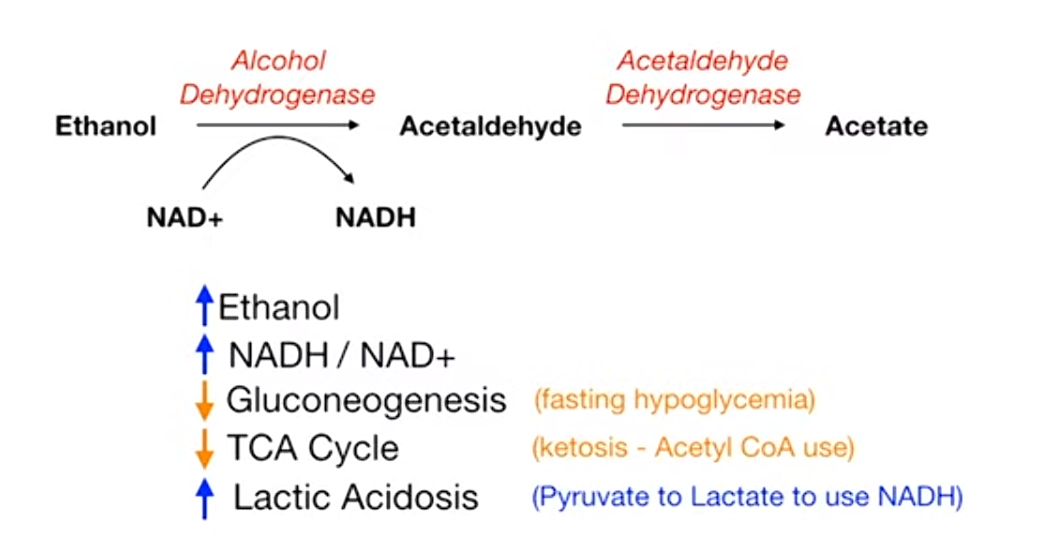 Alcohol
Dehydrogenase
Acetaldehyde
Dehydrogenase
Ethanol
Acetaldehyde
Acetate
NAD+
NADH
Ethanol
NADH / NAD+
Gluconeogenesis (fasting hypoglycemia)
TCA Cycle (ketosis - Acetyl CoA use)
Lactic Acidosis (Pyruvate to Lactate to use NADH)